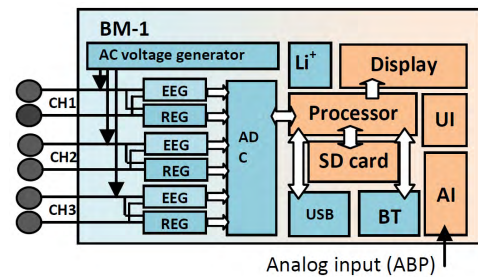 BM-1
AC voltage generator
Li+
Display
EEG
CH1
REG
AD
C
Processor
UI
EEG
CH2
REG
SD card
EEG
CH3
REG
USB
BT
AI
Analog input (ABP)